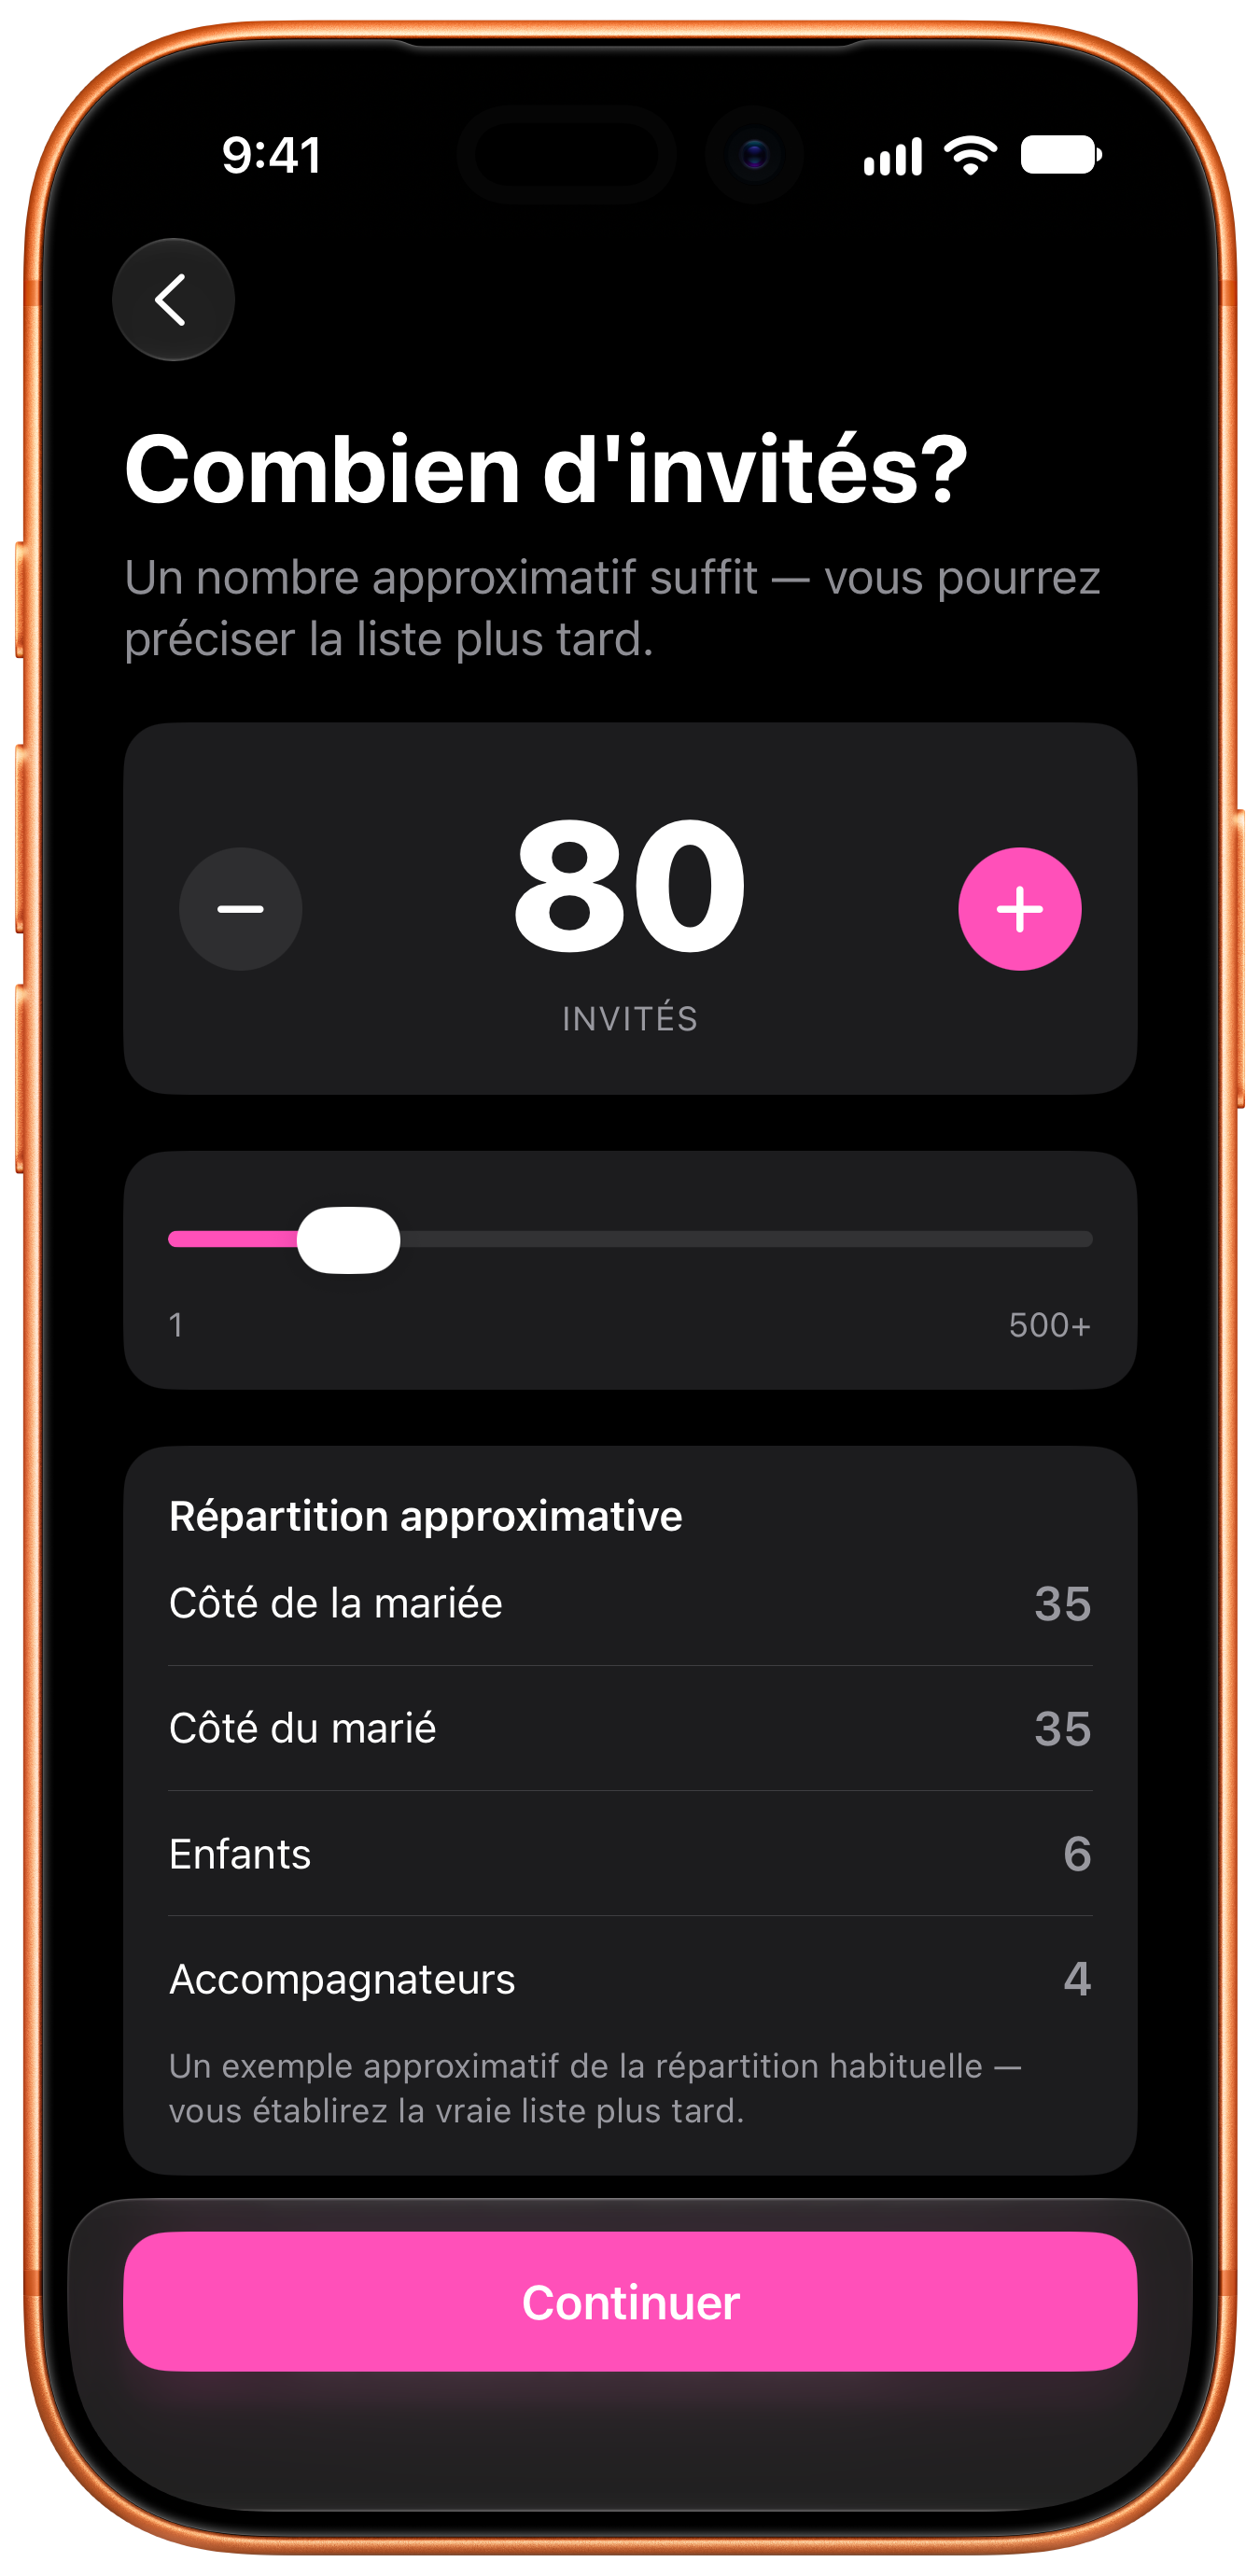 9:41
Combien d'invités?
Un nombre approximatif suffit — vous pourrez
préciser la liste plus tard.
80
INVITÉS
1
500+
Répartition approximative
Côté de la mariée 35
Côté du marié 35
Enfants 6
Accompagnateurs 4
Un exemple approximatif de la répartition habituelle —
vous établirez la vraie liste plus tard.
Continuer